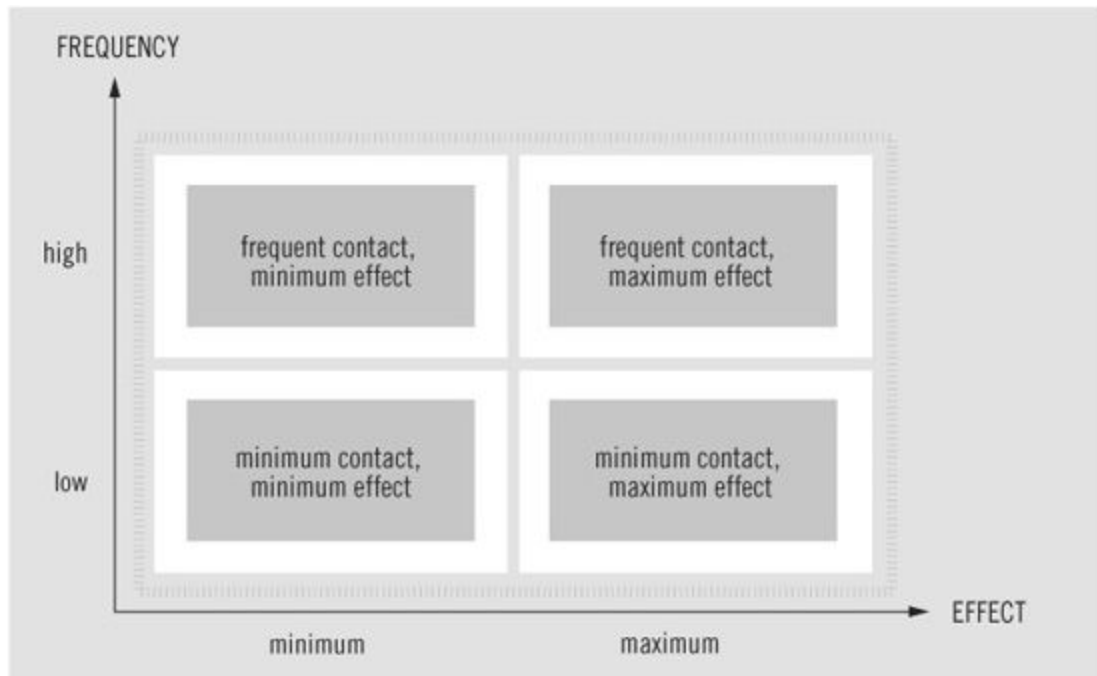 FREQUENCY
high
frequent contact,
minimum effect
frequent contact,
maximum effect
low
minimum contact,
minimum effect
minimum contact,
maximum effect
EFFECT
minimum
maximum